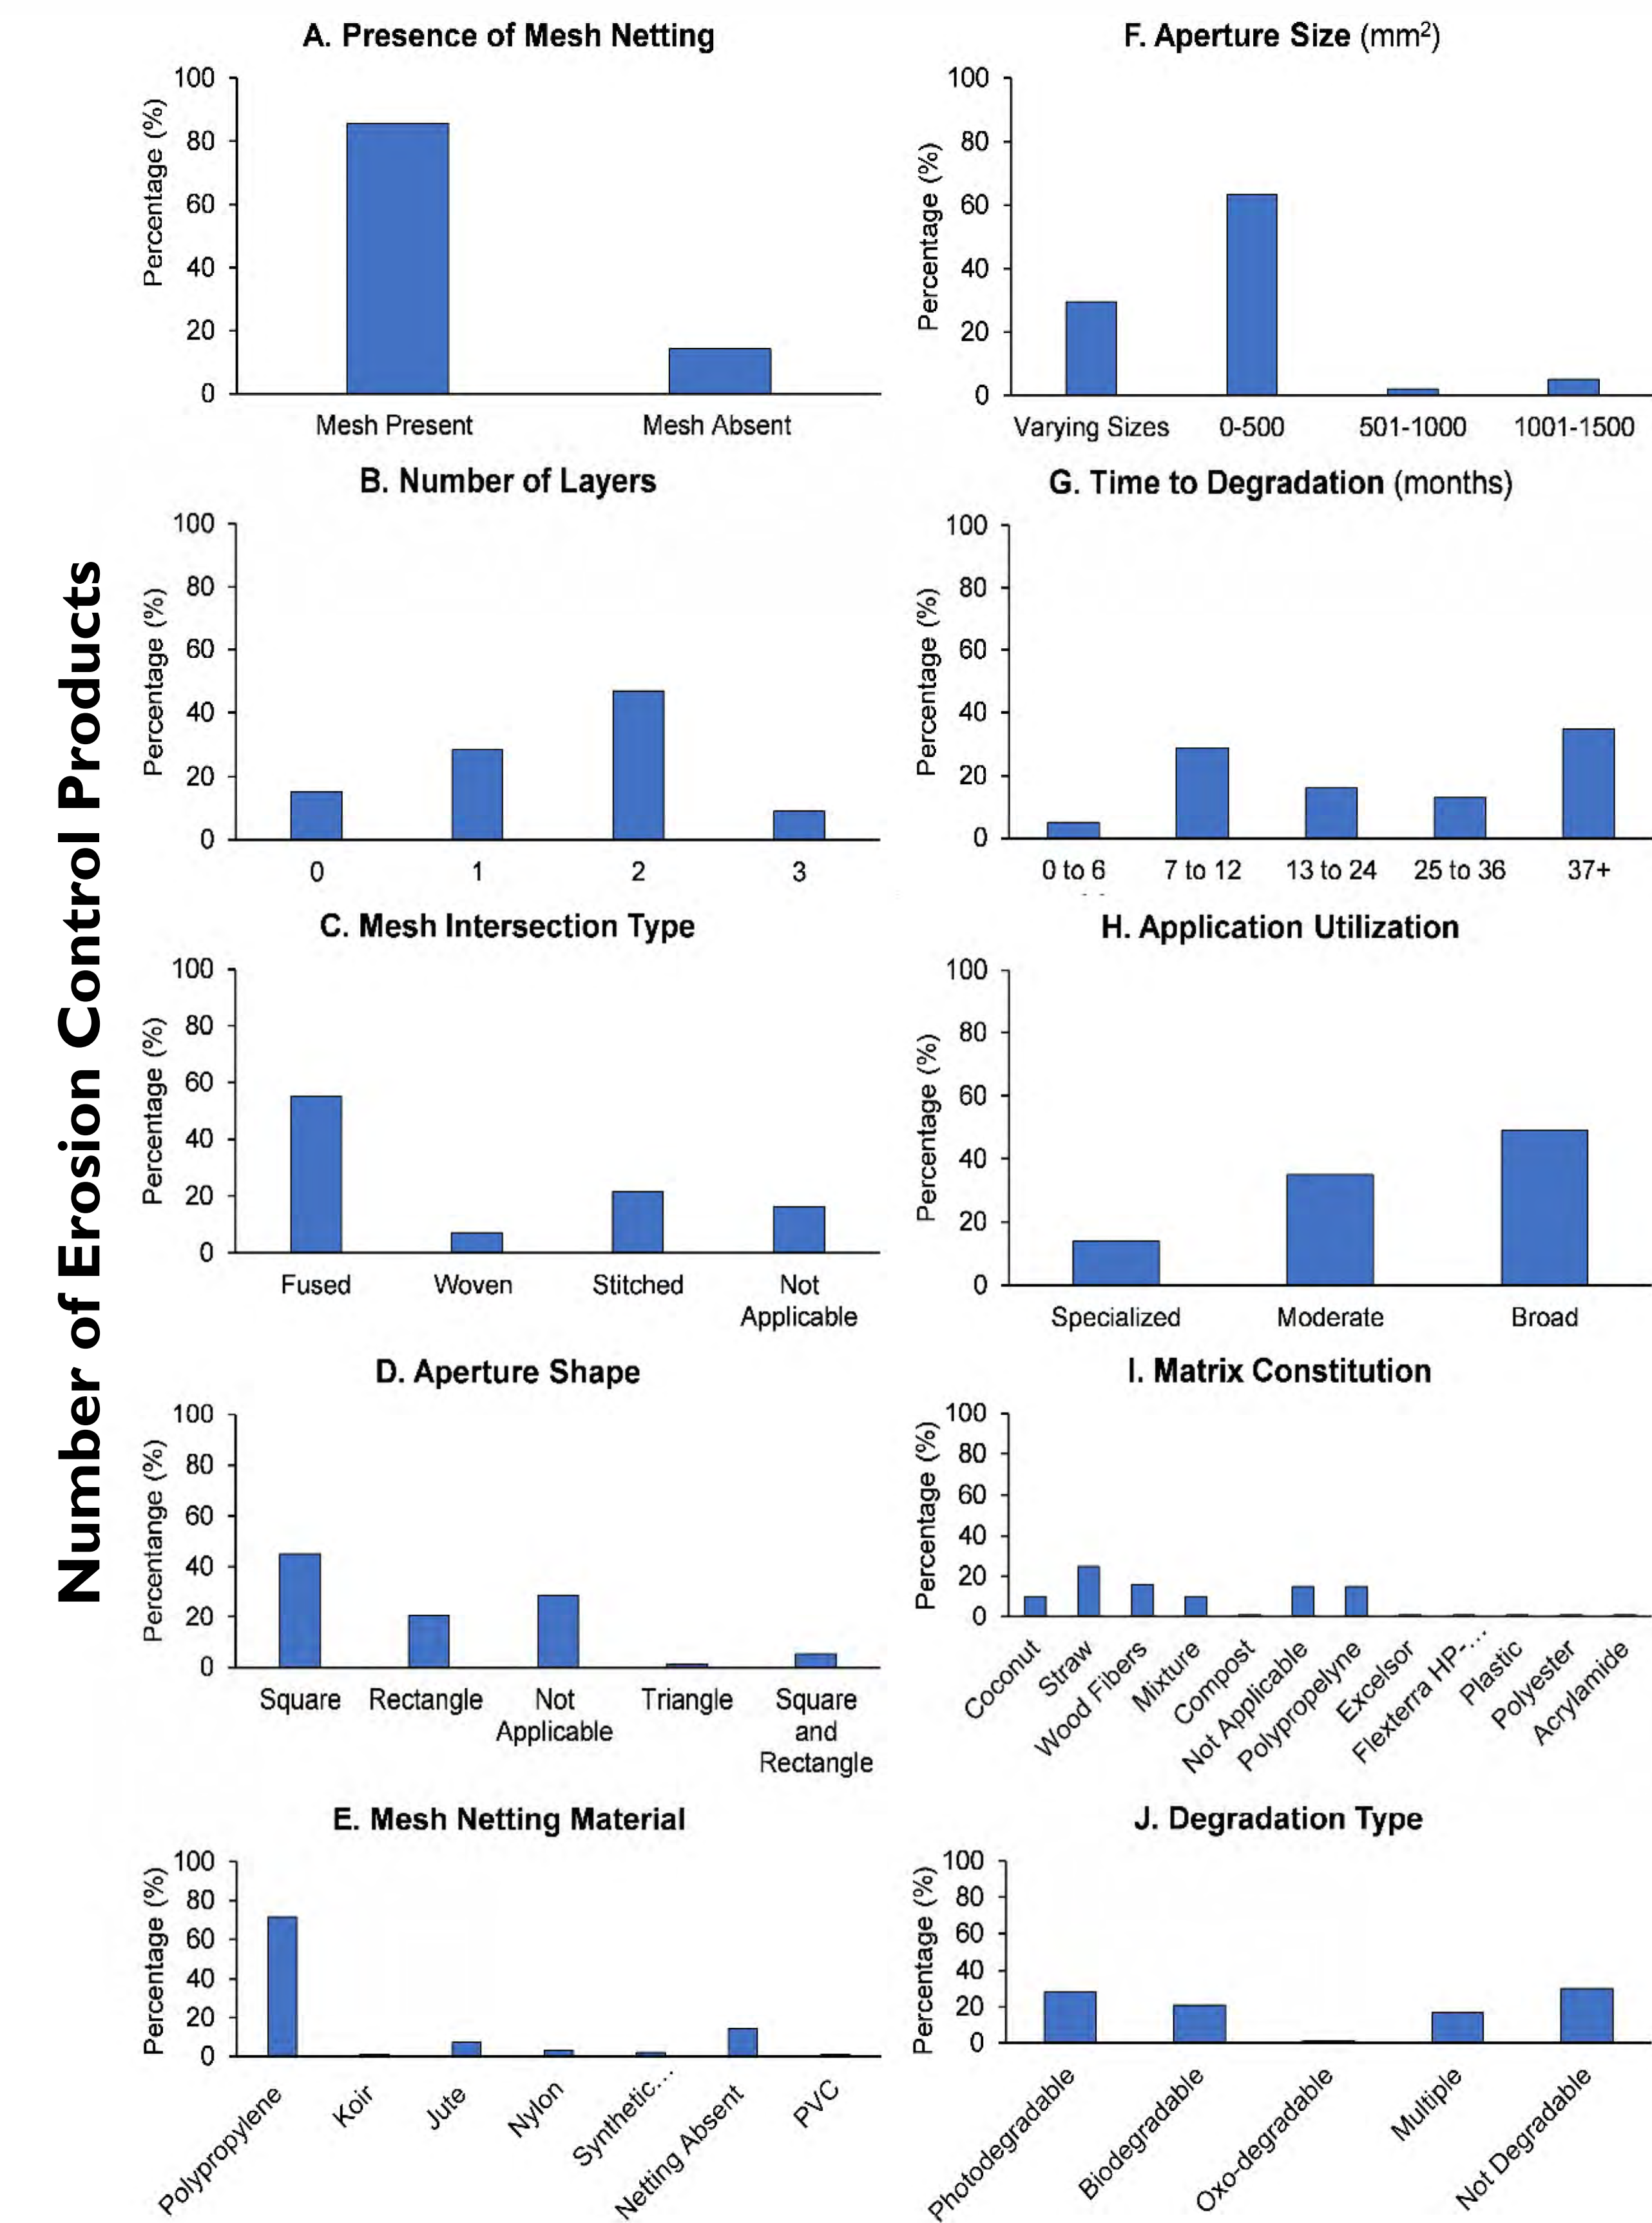 Number of Erosion Control Products
A. Presence of Mesh Netting
Percentage (%)
100
80
60
40
20
0
Mesh Present
Mesh Absent
B. Number of Layers
Percentage (%)
100
80
60
40
20
0
0
1
2
3
C. Mesh Intersection Type
Percentage (%)
100
80
60
40
20
0
Fused
Woven
Stitched
Not
Applicable
D. Aperture Shape
Percentange (%)
100
80
60
40
20
0
Square
Rectangle
Not
Applicable
Triangle
Square
and
Rectangle
E. Mesh Netting Material
Percentage (%)
100
80
60
40
20
0
Polypropylene
Koir
Jute
Nylon
Synthetic...
Netting Absent
PVC
F. Aperture Size (mm²)
Percentage (%)
100
80
60
40
20
0
Varying Sizes
0-500
501-1000
1001-1500
G. Time to Degradation (months)
Percentage (%)
100
80
60
40
20
0
0 to 6
7 to 12
13 to 24
25 to 36
37+
H. Application Utilization
Percentage (%)
100
80
60
40
20
0
Specialized
Moderate
Broad
I. Matrix Constitution
Percentage (%)
100
80
60
40
20
0
Coconut
Straw
Wood Fibers
Mixture
Compost
Not Applicable
Polypropelyne
Excelsor
Flexterra HP-...
Plastic
Polyester
Acrylamide
J. Degradation Type
Percentage (%)
100
80
60
40
20
0
Photodegradable
Biodegradable
Oxo-degradable
Multiple
Not Degradable